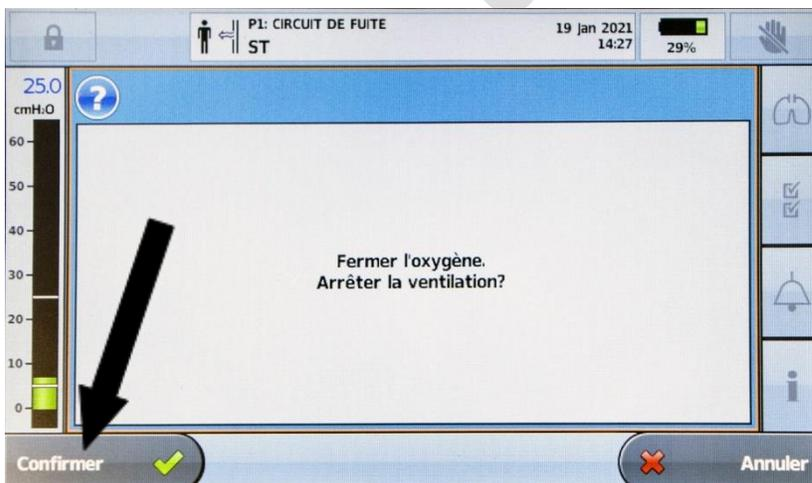 P1: CIRCUIT DE FUITE
ST
19 Jan 2021
14:27
29%
25.0
cmH2O
60
50
40
30
20
10
0
?
Fermer l'oxygène.
Arrêter la ventilation?
i
Confirmer
Annuler